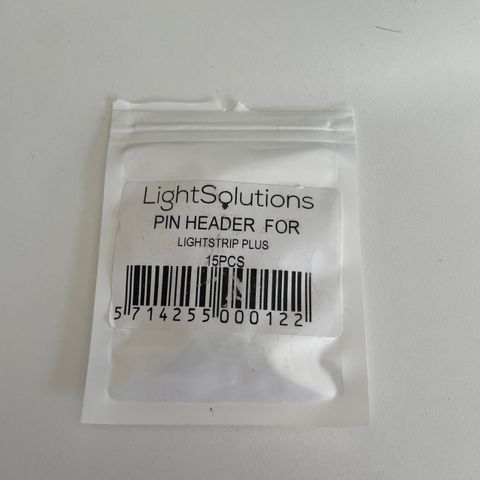 LightSolutions
PIN HEADER FOR
LIGHTSTRIP PLUS
15PCS
5 714255 000122